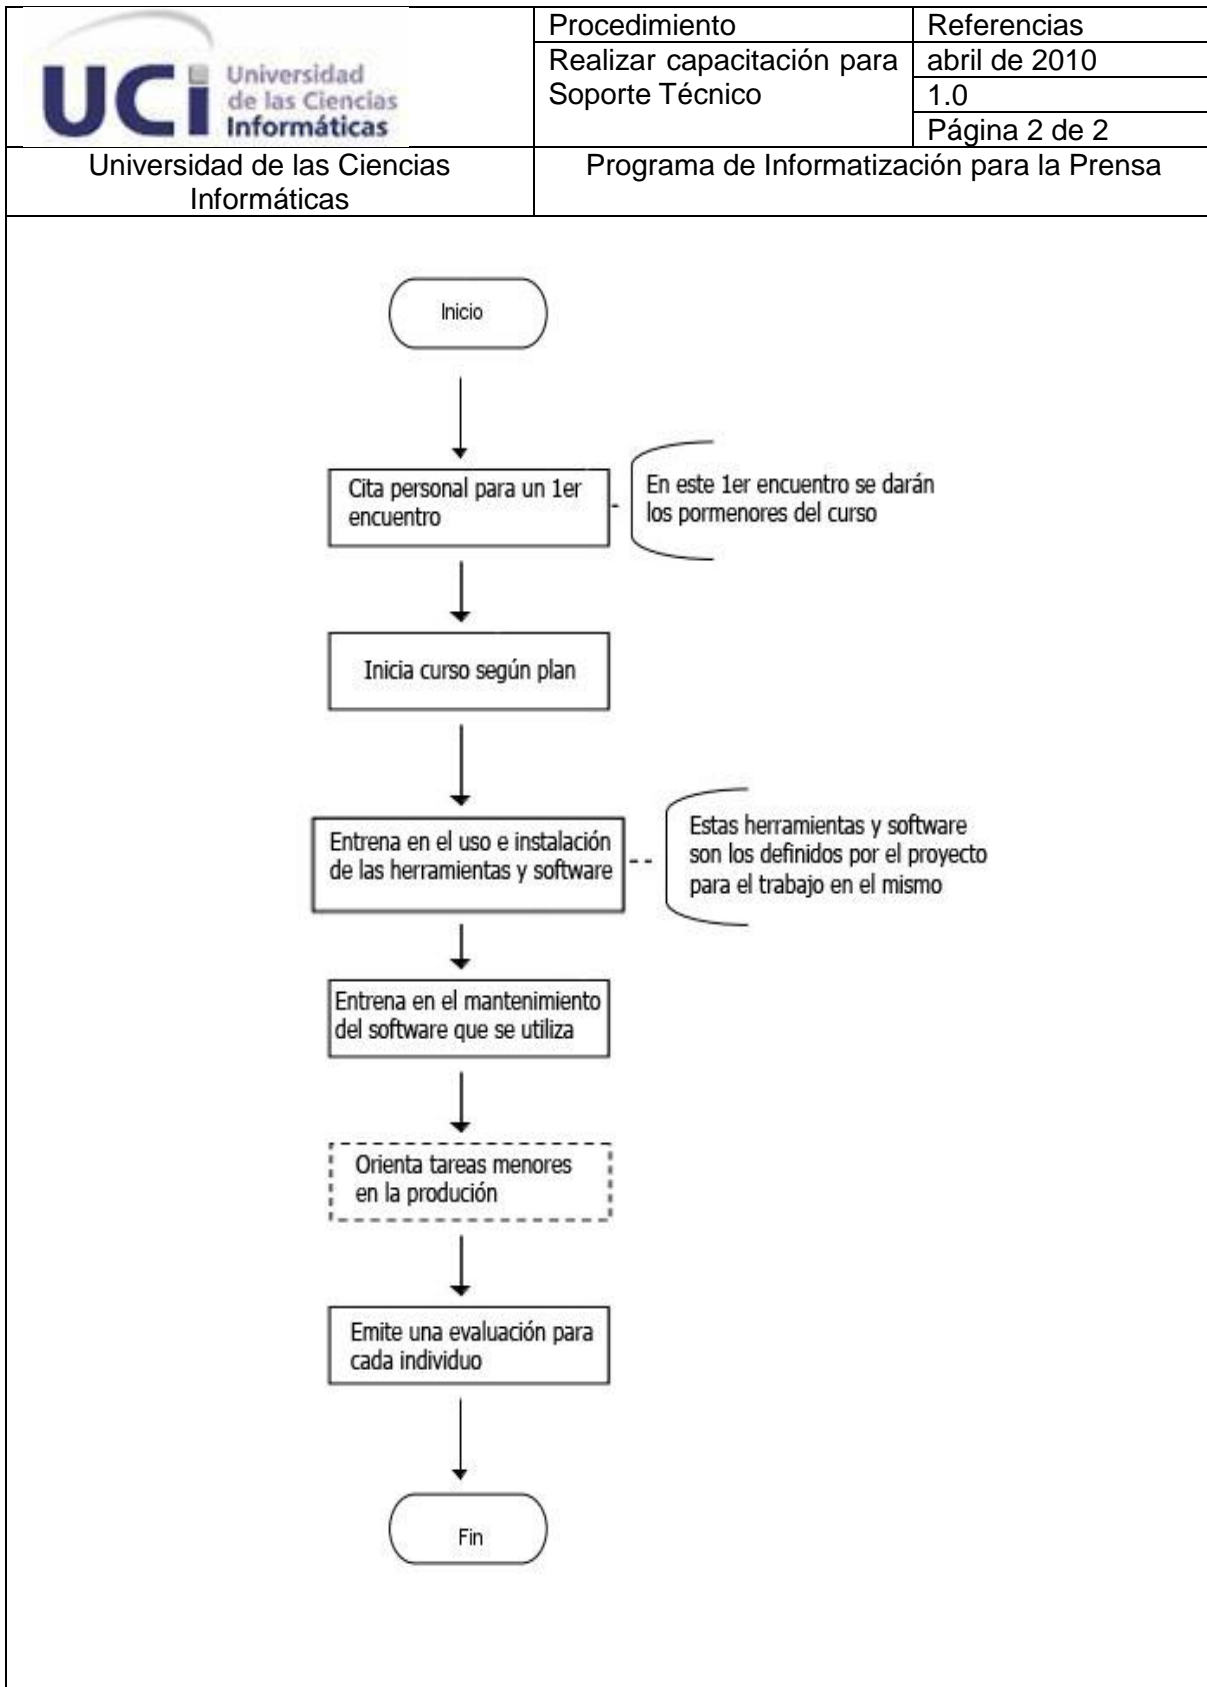 UCi Universidad
de las Ciencias
Informáticas
Procedimiento
Realizar capacitación para
Soporte Técnico
Referencias
abril de 2010
1.0
Página 2 de 2
Universidad de las Ciencias
Informáticas
Programa de Informatización para la Prensa
Inicio
Cita personal para un 1er
encuentro
En este 1er encuentro se darán
los pormenores del curso
Inicia curso según plan
Entrena en el uso e instalación
de las herramientas y software
Estas herramientas y software
son los definidos por el proyecto
para el trabajo en el mismo
Entrena en el mantenimiento
del software que se utiliza
Orienta tareas menores
en la produción
Emite una evaluación para
cada individuo
Fin